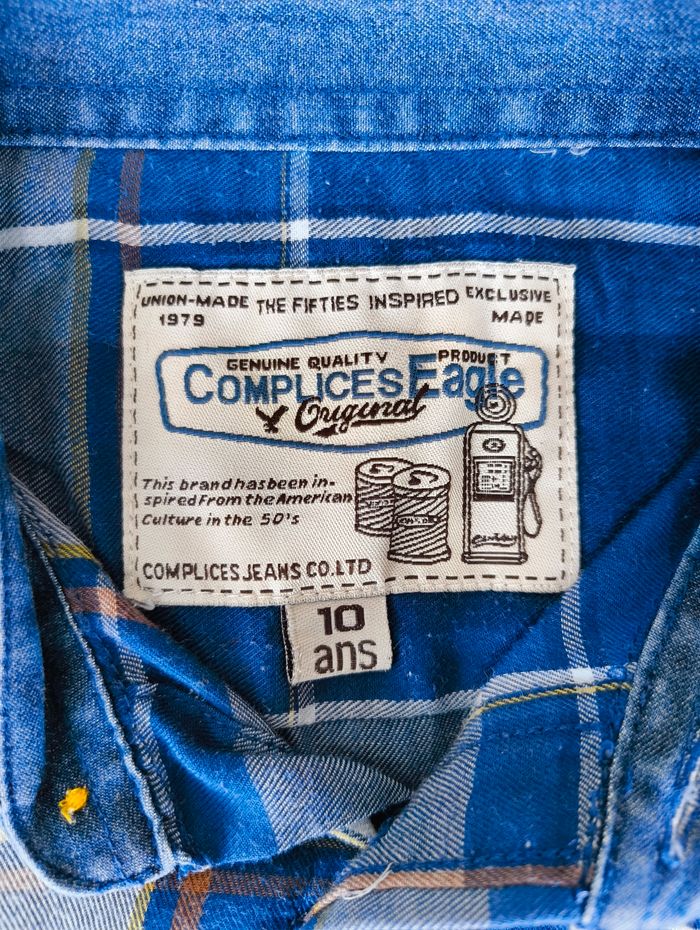 UNION-MADE THE FIFTIES INSPIRED EXCLUSIVE
1979 MADE
GENUINE QUALITY PRODUCT
COMPLICES Eagle
Original
This brand has been in-
spired From the American
Culture in the 50's
COMPLICES JEANS CO.LTD
10
ans